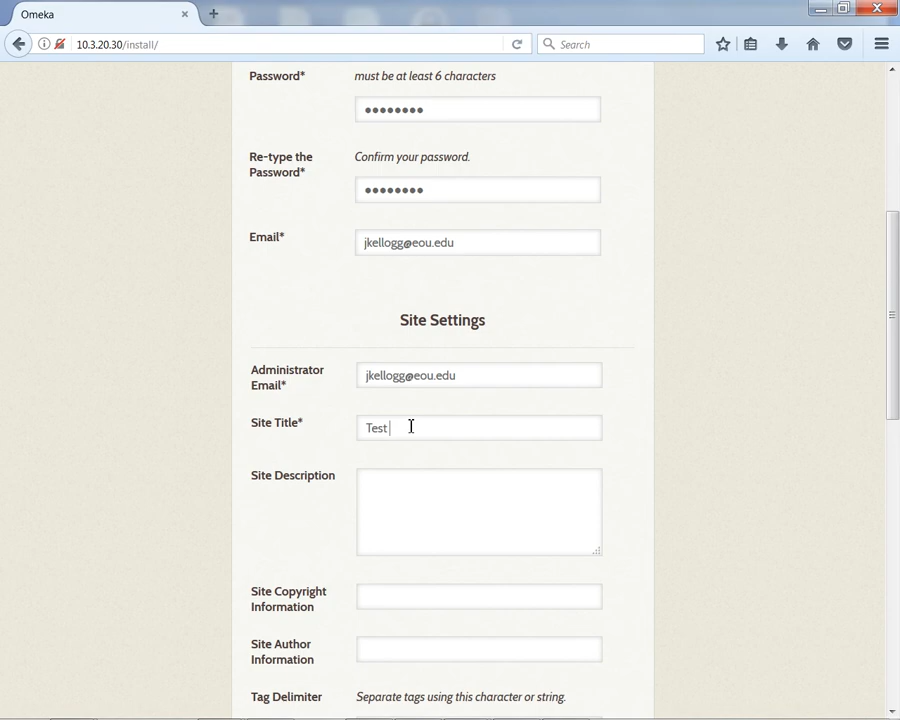 Omeka
10.3.20.30/install/
Search
Password*
must be at least 6 characters
••••••••
Re-type the
Password*
Confirm your password.
••••••••
Email*
jkellogg@eou.edu
Site Settings
Administrator
Email*
jkellogg@eou.edu
Site Title*
Test
Site Description
Site Copyright
Information
Site Author
Information
Tag Delimiter
Separate tags using this character or string.